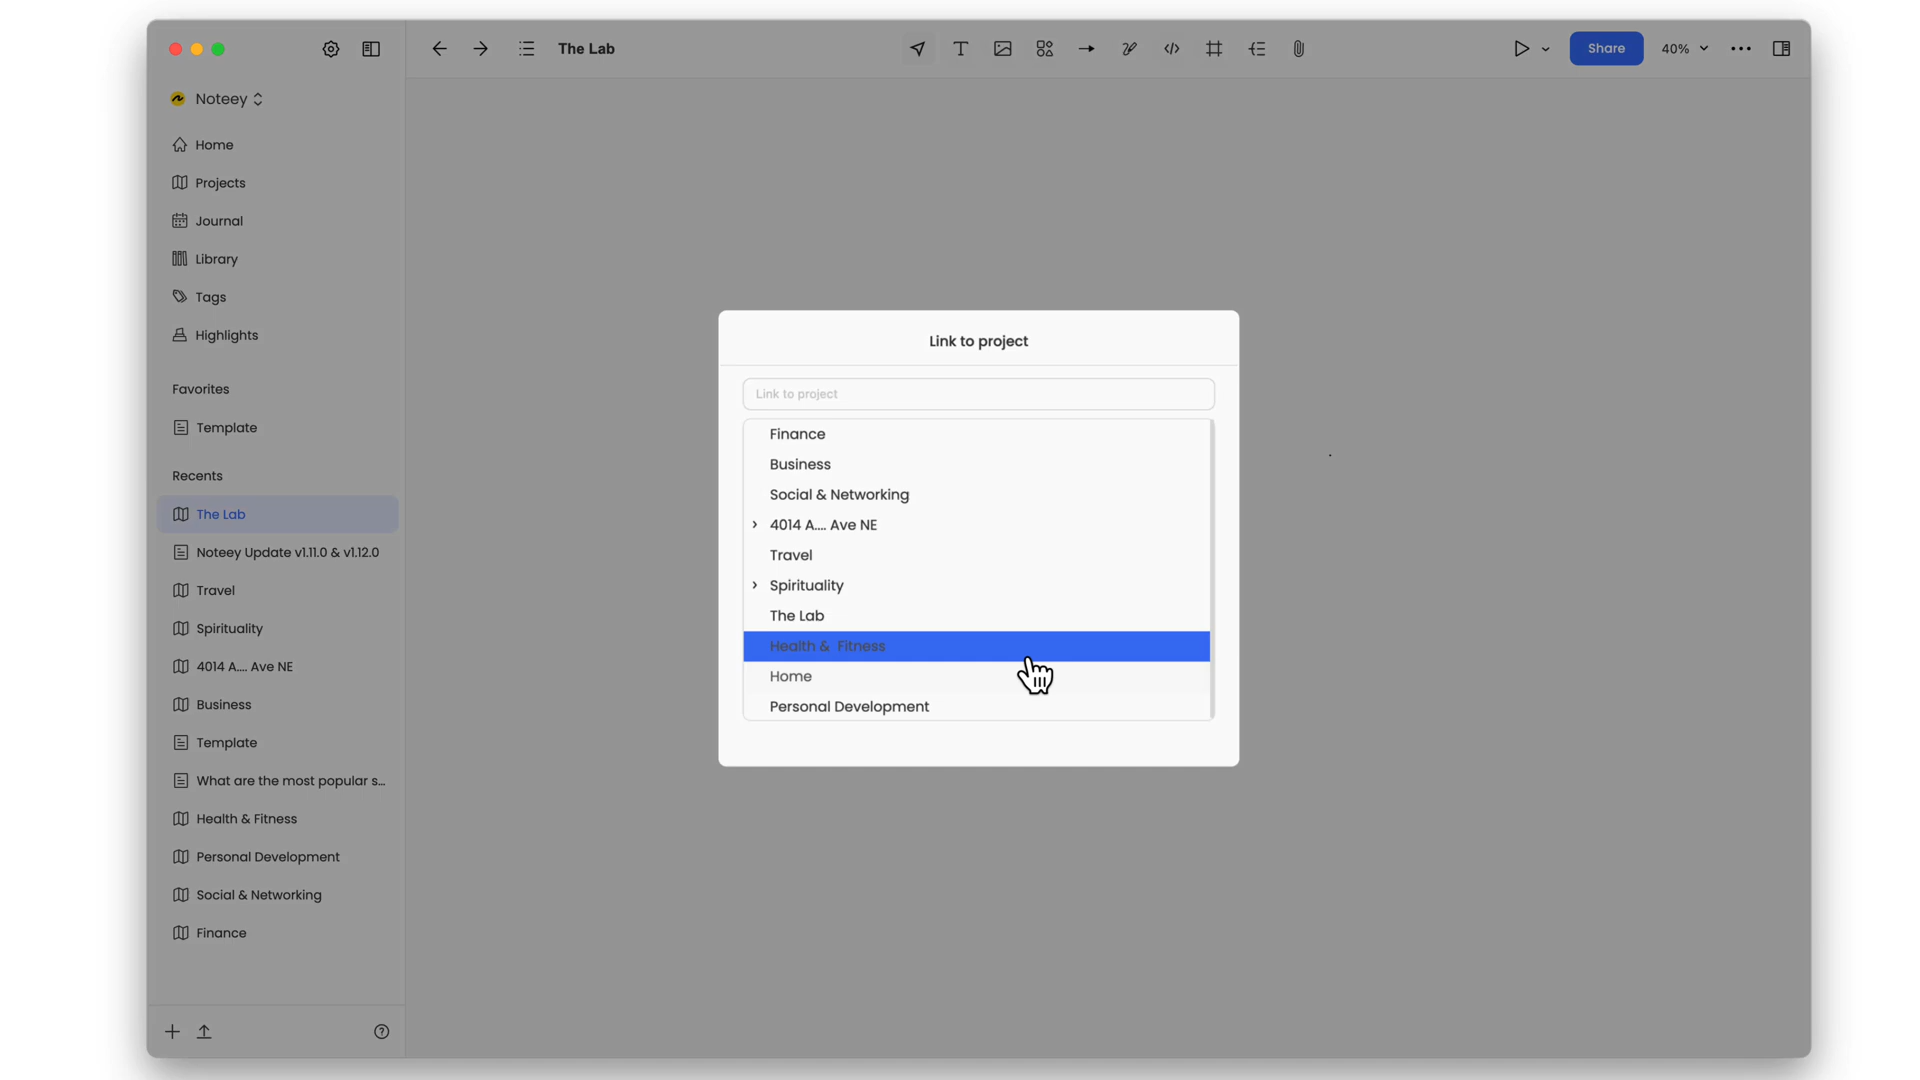 The Lab
Share
40%
Noteey
Home
Projects
Journal
Library
Tags
Highlights
Favorites
Template
Recents
The Lab
Noteey Update v1.11.0 & v1.12.0
Travel
Spirituality
4014 A.... Ave NE
Business
Template
What are the most popular s...
Health & Fitness
Personal Development
Social & Networking
Finance
Link to project
Link to project
Finance
Business
Social & Networking
4014 A.... Ave NE
Travel
Spirituality
The Lab
Health &  Fitness
Home
Personal Development